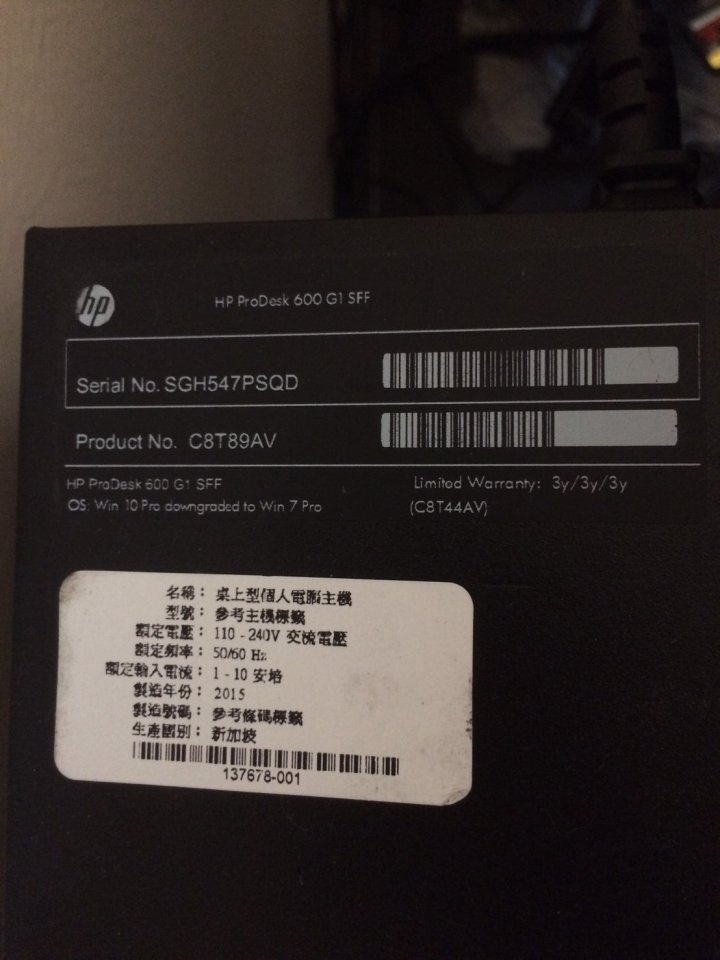 hp
HP ProDesk 600 G1 SFF
Serial No. SGH547PSQD
Product No. C8T89AV
HP ProDesk 600 G1 SFF
OS: Win 10 Pro downgraded to Win 7 Pro
Limited Warranty: 3y/3y/3y
(C8T44AV)
名稱：桌上型個人電腦主機
型號：參考主機標籤
額定電壓：110 - 240V 交流電壓
額定頻率：50/60 Hz
額定輸入電流：1 - 10 安培
製造年份：2015
製造號碼：參考條碼標籤
生產國別：新加坡
137678-001